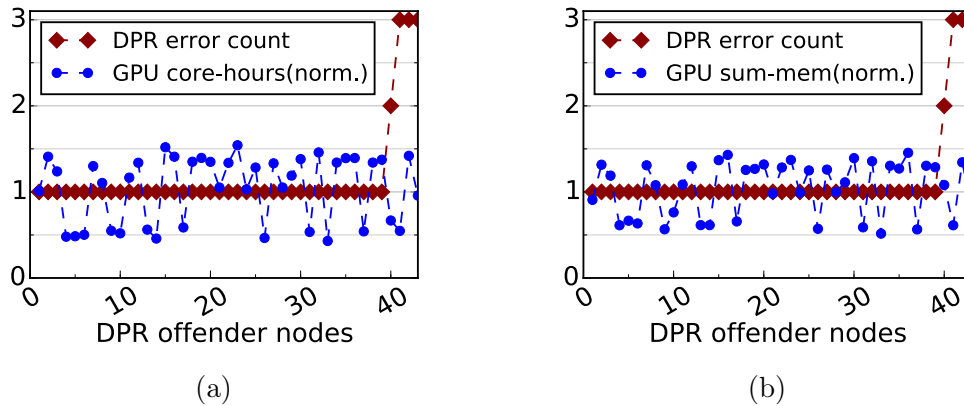 3
2
1
0
DPR error count
GPU core-hours(norm.)
0
10
20
30
40
DPR offender nodes
(a)
3
2
1
0
DPR error count
GPU sum-mem(norm.)
0
10
20
30
40
DPR offender nodes
(b)